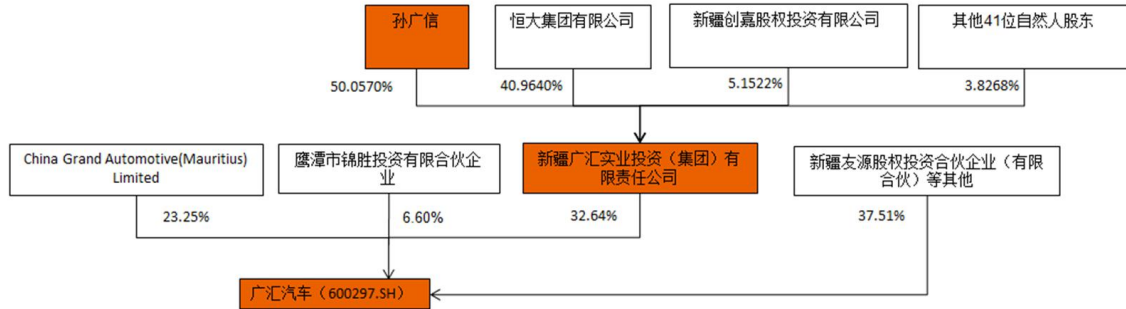 孙广信
恒大集团有限公司
新疆创嘉股权投资有限公司
其他41位自然人股东
50.0570%
40.9640%
5.1522%
3.8268%
China Grand Automotive(Mauritius)
Limited
鹰潭市锦胜投资有限合伙企
业
新疆广汇实业投资（集团）有
限责任公司
新疆友源股权投资合伙企业（有限
合伙）等其他
23.25%
6.60%
32.64%
37.51%
广汇汽车（600297.SH）